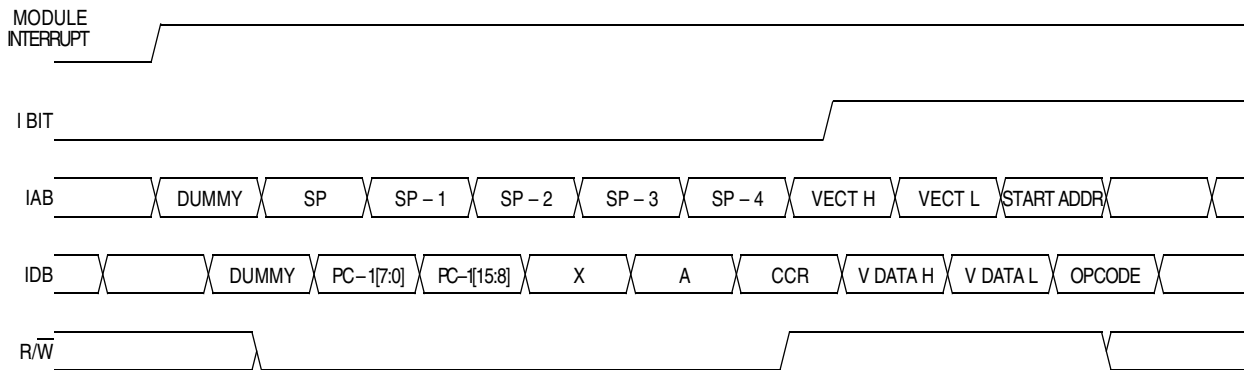 MODULE
INTERRUPT
I BIT
IAB DUMMY SP SP – 1 SP – 2 SP – 3 SP – 4 VECT H VECT L START ADDR
IDB DUMMY PC – 1[7:0] PC–1[15:8] X A CCR V DATA H V DATA L OPCODE
R/W̅